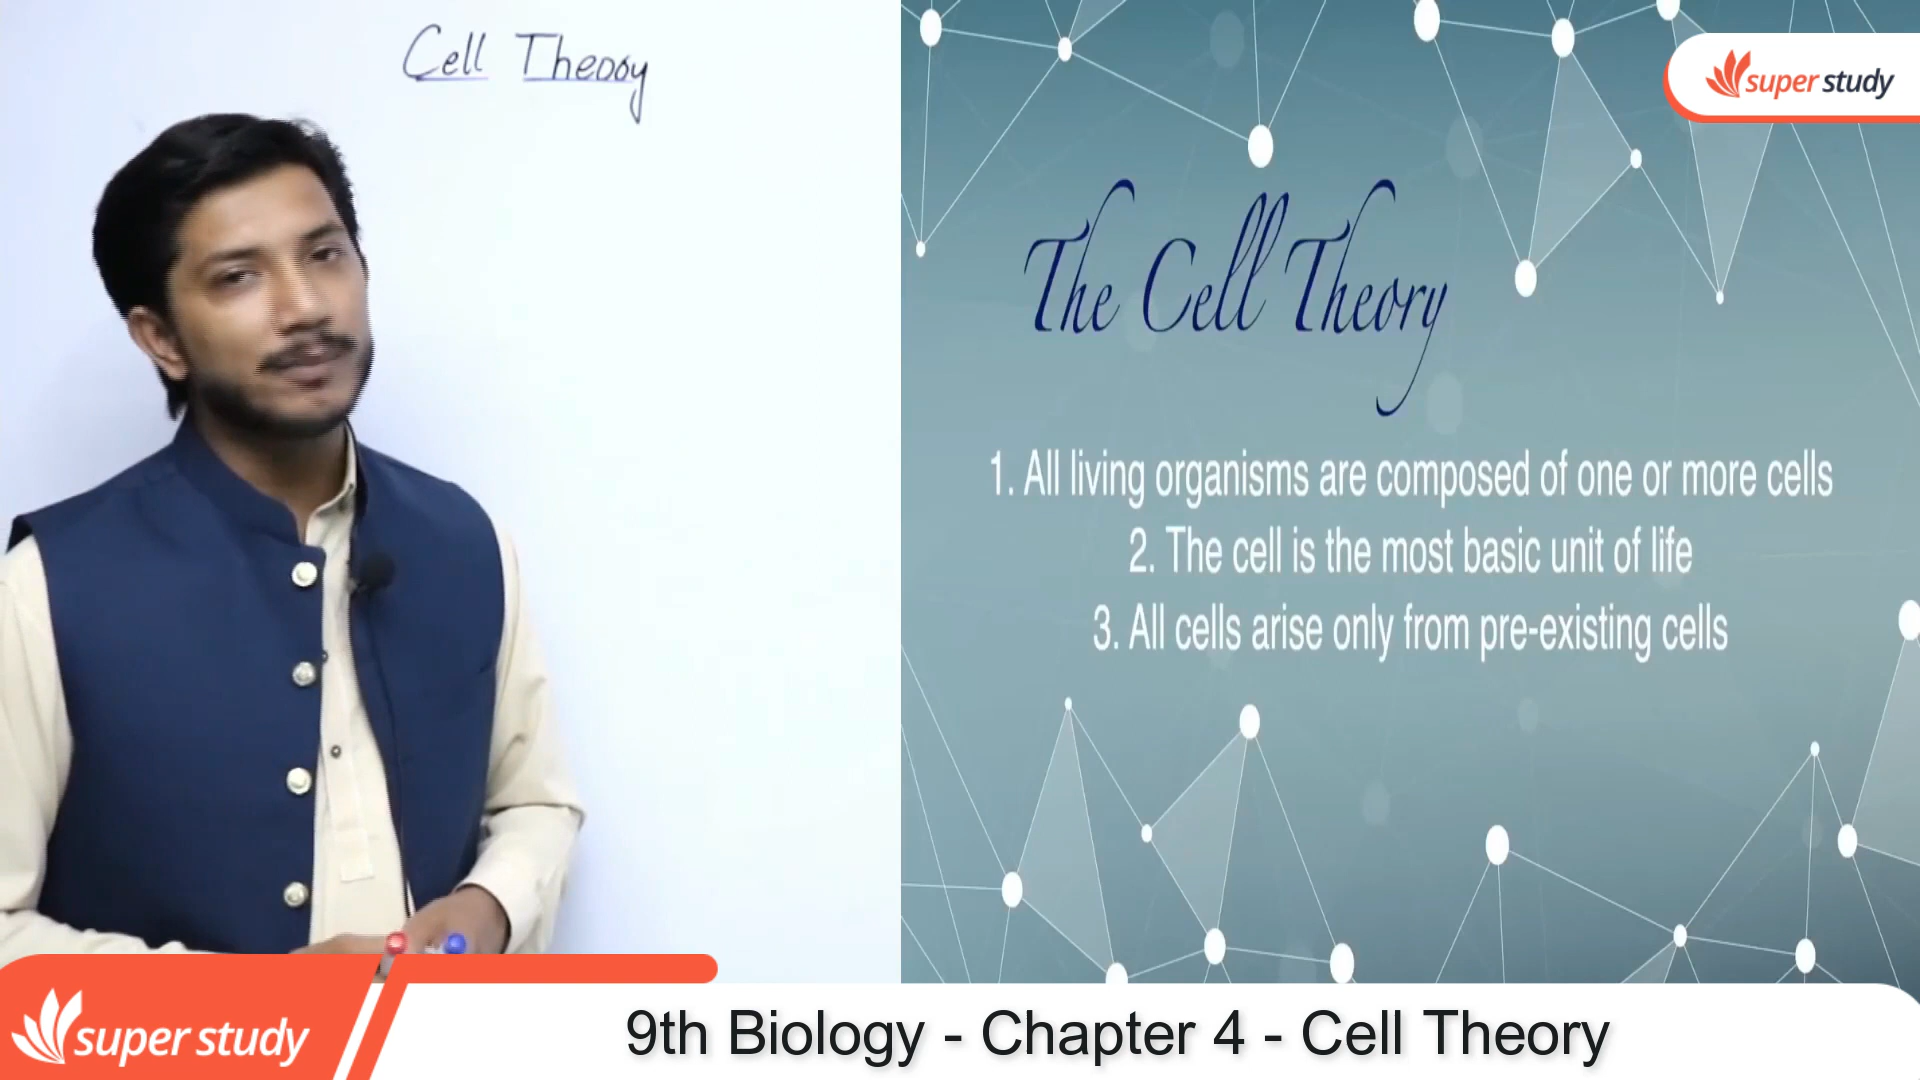 Cell Theory
super study
The Cell Theory
1. All living organisms are composed of one or more cells
2. The cell is the most basic unit of life
3. All cells arise only from pre-existing cells
super study
9th Biology - Chapter 4 - Cell Theory